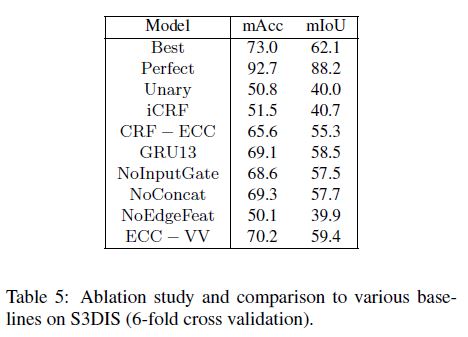 Model mAcc mIoU
Best 73.0 62.1
Perfect 92.7 88.2
Unary 50.8 40.0
iCRF 51.5 40.7
CRF − ECC 65.6 55.3
GRU13 69.1 58.5
NoInputGate 68.6 57.5
NoConcat 69.3 57.7
NoEdgeFeat 50.1 39.9
ECC − VV 70.2 59.4
Table 5: Ablation study and comparison to various base-
lines on S3DIS (6-fold cross validation).